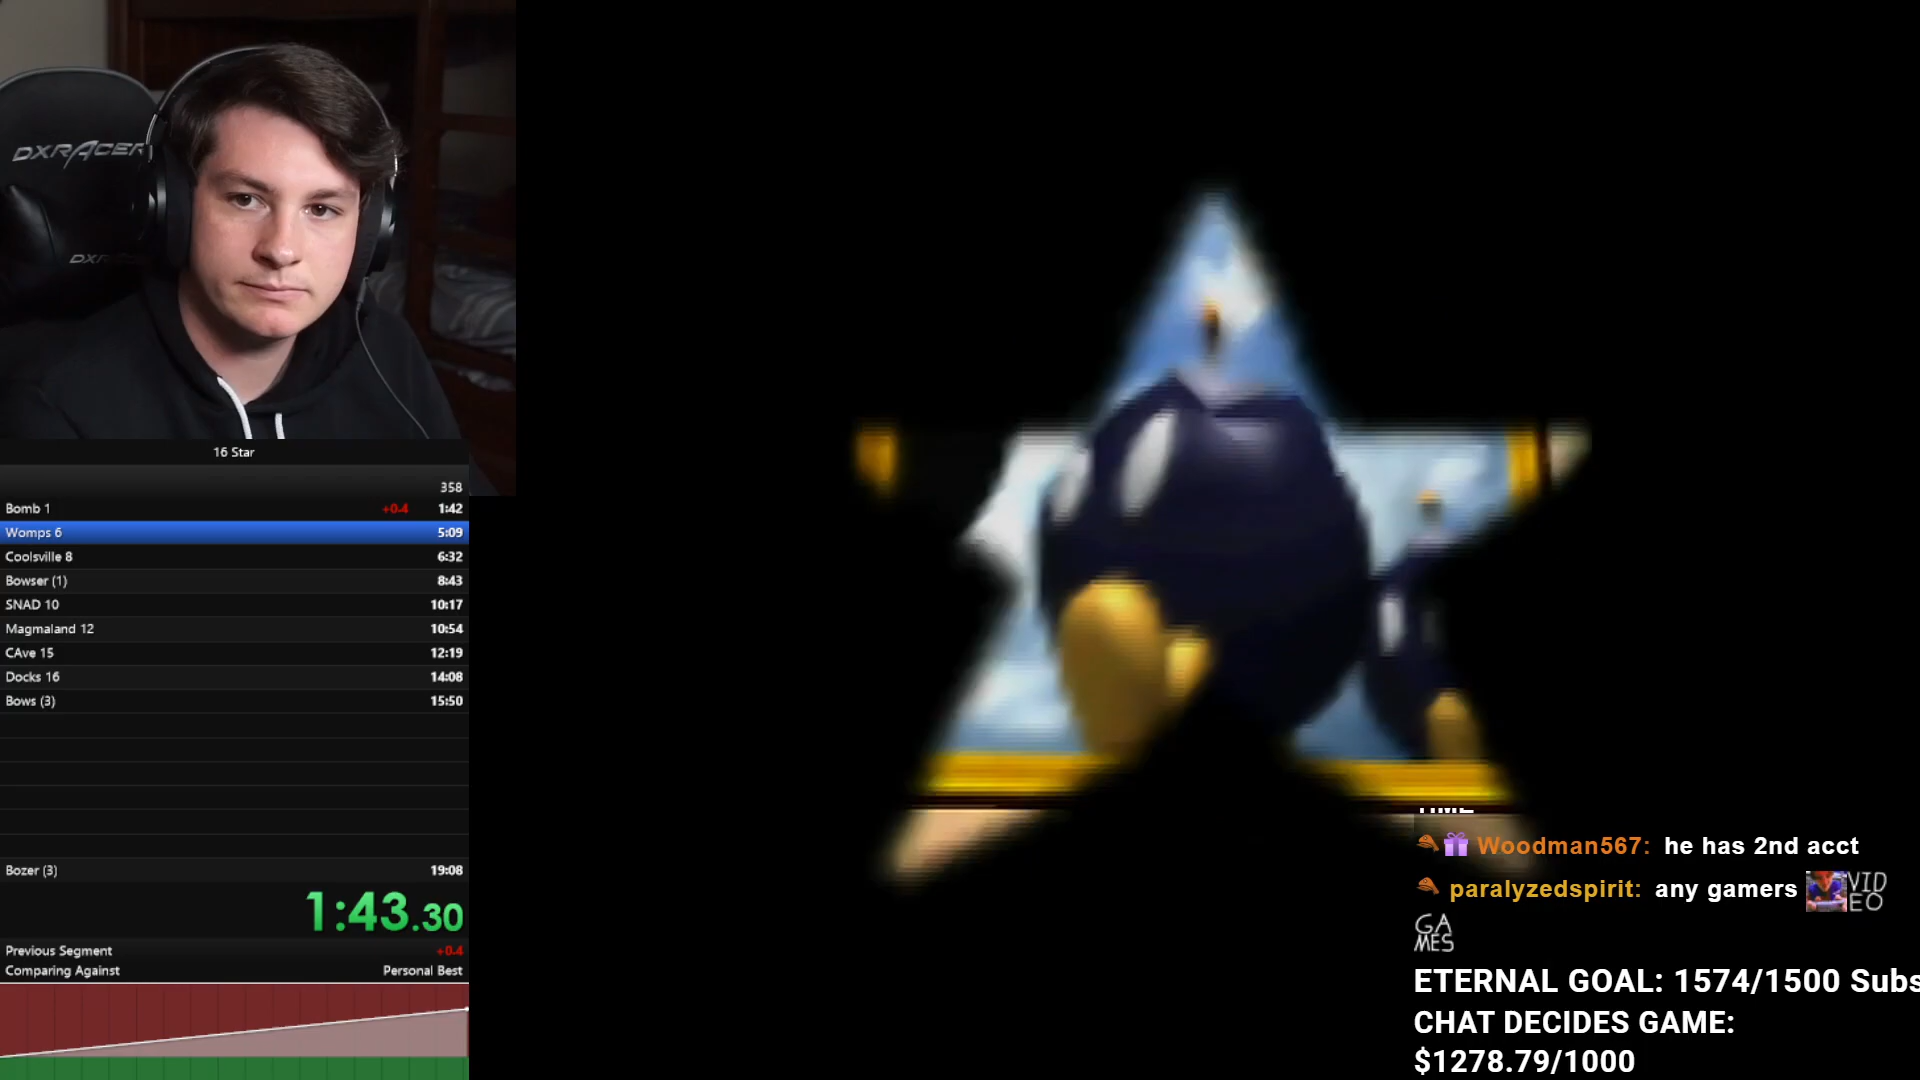 DXRACER
DXR
16 Star
358
Bomb 1 +0.4 1:42
Womps 6 5:09
Coolsville 8 6:32
Bowser (1) 8:43
SNAD 10 10:17
Magmaland 12 10:54
CAve 15 12:19
Docks 16 14:08
Bows (3) 15:50
Bozer (3) 19:08
1:43.30
Previous Segment +0.4
Comparing Against Personal Best
TIME
Woodman567: he has 2nd acct
paralyzedspirit: any gamers VID
EO
GA
MES
ETERNAL GOAL: 1574/1500 Subs
CHAT DECIDES GAME:
$1278.79/1000